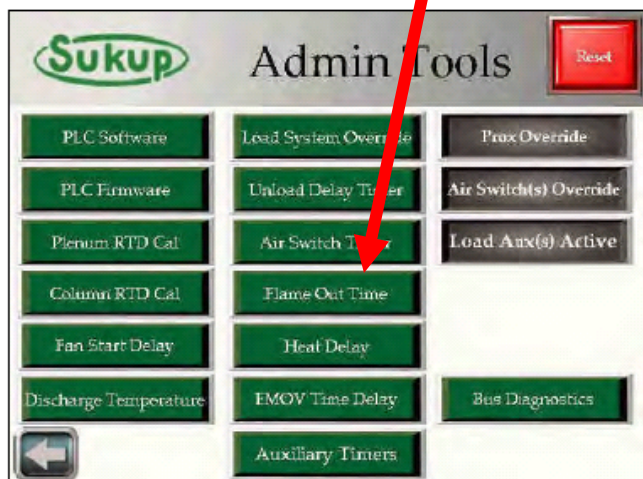 Sukup
Admin Tools
Reset
PLC Software
Load System Override
Prox Override
PLC Firmware
Unload Delay Timer
Air Switch(s) Override
Plenum RTD Cal
Air Switch Timer
Load Aux(s) Active
Column RTD Cal
Flame Out Time
Fan Start Delay
Heat Delay
Discharge Temperature
EMOV Time Delay
Bus Diagnostics
Auxiliary Timers